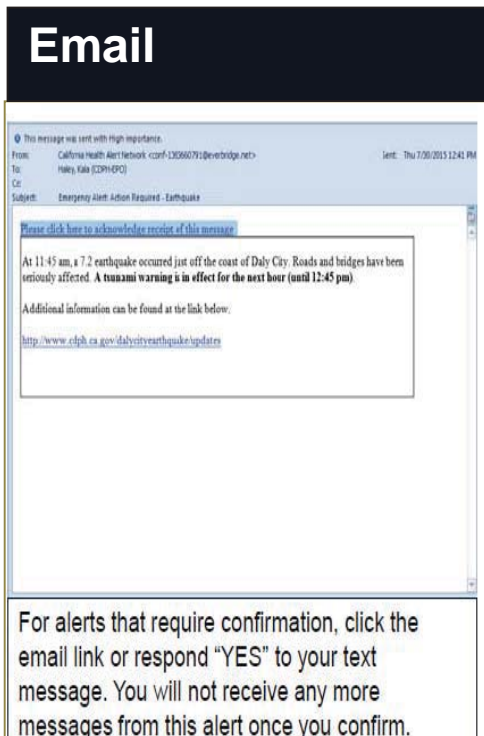 Email
This message was sent with High importance.
From: California Health Alert Network <conf-1303660791@everbridge.net> Sent: Thu 7/30/2015 12:41 PM
To: Haley, Kala (CDPH-EPO)
Cc:
Subject: Emergency Alert: Action Required - Earthquake
Please click here to acknowledge receipt of this message
At 11:45 am, a 7.2 earthquake occurred just off the coast of Daly City. Roads and bridges have been
seriously affected. A tsunami warning is in effect for the next hour (until 12:45 pm).
Additional information can be found at the link below.
http://www.cdph.ca.gov/dalycityearthquake/updates
For alerts that require confirmation, click the
email link or respond “YES” to your text
message. You will not receive any more
messages from this alert once you confirm.